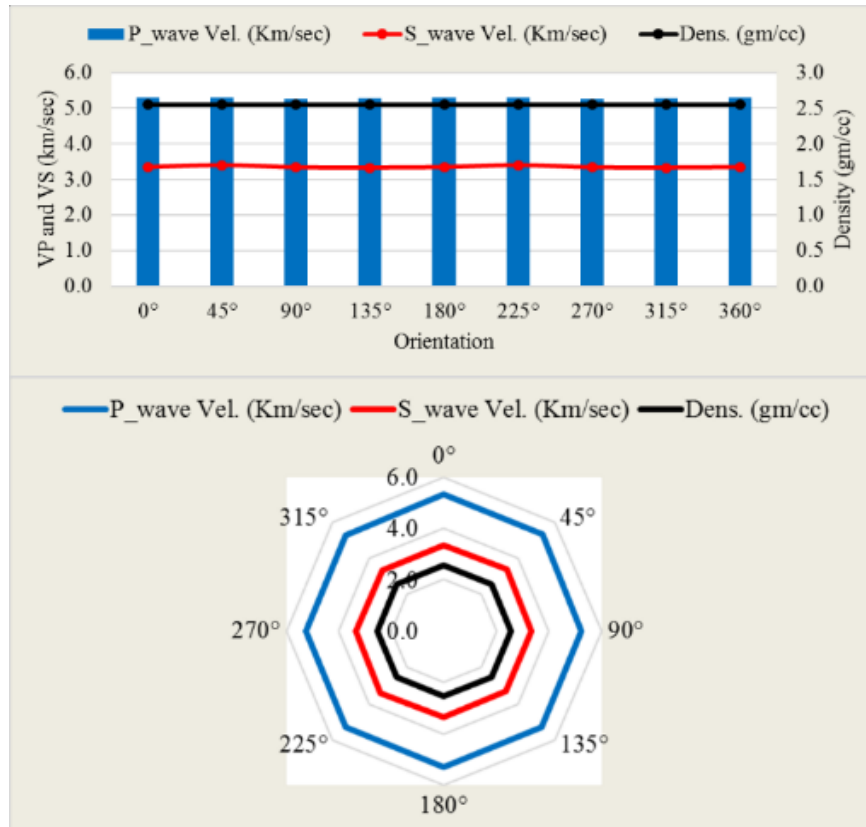 P_wave Vel. (Km/sec) S_wave Vel. (Km/sec) Dens. (gm/cc)
6.0 3.0
5.0 2.5
4.0 2.0
3.0 1.5
2.0 1.0
1.0 0.5
0.0 0.0
VP and VS (km/sec)
Density (gm/cc)
0° 45° 90° 135° 180° 225° 270° 315° 360°
Orientation
P_wave Vel. (Km/sec) S_wave Vel. (Km/sec) Dens. (gm/cc)
0°
6.0
315° 45°
4.0
2.0
270° 0.0 90°
225° 135°
180°